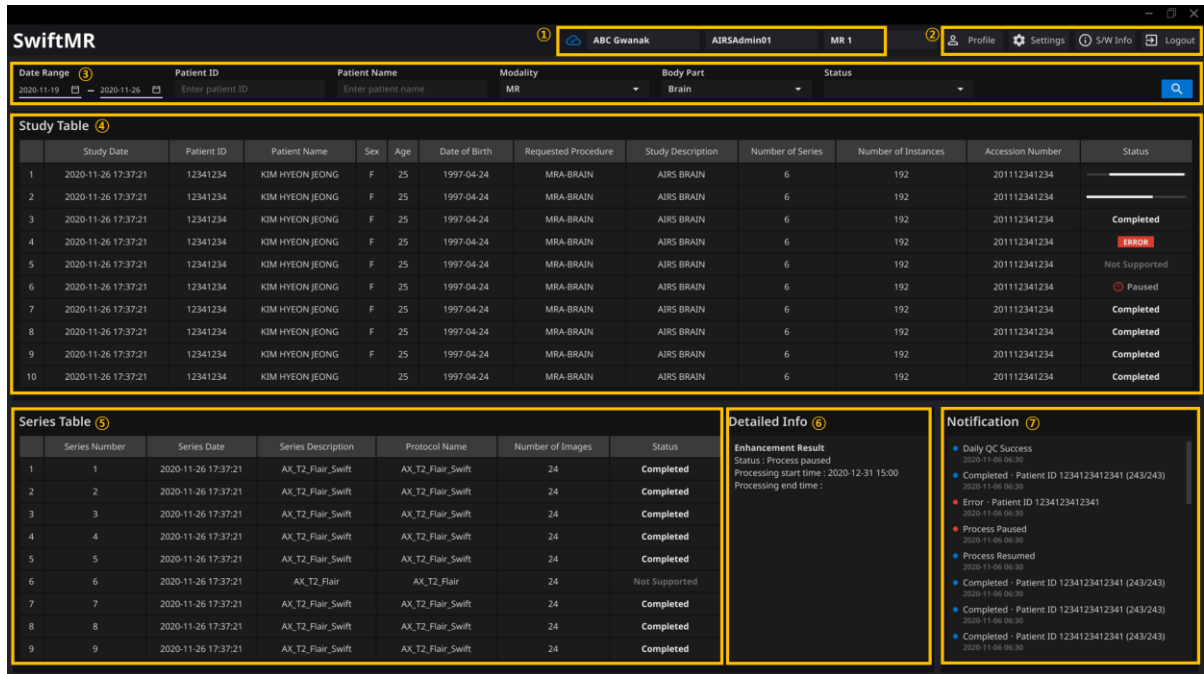 SwiftMR
① ABC Gwanak AIRSAdmin01 MR 1
② Profile Settings S/W Info Logout
Date Range ③ Patient ID Patient Name Modality Body Part Status
2020-11-19 – 2020-11-26 Enter patient ID Enter patient name MR Brain
Study Table ④
Study Date Patient ID Patient Name Sex Age Date of Birth Requested Procedure Study Description Number of Series Number of Instances Accession Number Status
1 2020-11-26 17:37:21 12341234 KIM HYEON JEONG F 25 1997-04-24 MRA-BRAIN AIRS BRAIN 6 192 201112341234
2 2020-11-26 17:37:21 12341234 KIM HYEON JEONG F 25 1997-04-24 MRA-BRAIN AIRS BRAIN 6 192 201112341234
3 2020-11-26 17:37:21 12341234 KIM HYEON JEONG F 25 1997-04-24 MRA-BRAIN AIRS BRAIN 6 192 201112341234 Completed
4 2020-11-26 17:37:21 12341234 KIM HYEON JEONG F 25 1997-04-24 MRA-BRAIN AIRS BRAIN 6 192 201112341234 ERROR
5 2020-11-26 17:37:21 12341234 KIM HYEON JEONG F 25 1997-04-24 MRA-BRAIN AIRS BRAIN 6 192 201112341234 Not Supported
6 2020-11-26 17:37:21 12341234 KIM HYEON JEONG F 25 1997-04-24 MRA-BRAIN AIRS BRAIN 6 192 201112341234 Paused
7 2020-11-26 17:37:21 12341234 KIM HYEON JEONG F 25 1997-04-24 MRA-BRAIN AIRS BRAIN 6 192 201112341234 Completed
8 2020-11-26 17:37:21 12341234 KIM HYEON JEONG F 25 1997-04-24 MRA-BRAIN AIRS BRAIN 6 192 201112341234 Completed
9 2020-11-26 17:37:21 12341234 KIM HYEON JEONG F 25 1997-04-24 MRA-BRAIN AIRS BRAIN 6 192 201112341234 Completed
10 2020-11-26 17:37:21 12341234 KIM HYEON JEONG 25 1997-04-24 MRA-BRAIN AIRS BRAIN 6 192 201112341234 Completed
Series Table ⑤
Series Number Series Date Series Description Protocol Name Number of Images Status
1 1 2020-11-26 17:37:21 AX_T2_Flair_Swift AX_T2_Flair_Swift 24 Completed
2 2 2020-11-26 17:37:21 AX_T2_Flair_Swift AX_T2_Flair_Swift 24 Completed
3 3 2020-11-26 17:37:21 AX_T2_Flair_Swift AX_T2_Flair_Swift 24 Completed
4 4 2020-11-26 17:37:21 AX_T2_Flair_Swift AX_T2_Flair_Swift 24 Completed
5 5 2020-11-26 17:37:21 AX_T2_Flair_Swift AX_T2_Flair_Swift 24 Completed
6 6 2020-11-26 17:37:21 AX_T2_Flair AX_T2_Flair 24 Not Supported
7 7 2020-11-26 17:37:21 AX_T2_Flair_Swift AX_T2_Flair_Swift 24 Completed
8 8 2020-11-26 17:37:21 AX_T2_Flair_Swift AX_T2_Flair_Swift 24 Completed
9 9 2020-11-26 17:37:21 AX_T2_Flair_Swift AX_T2_Flair_Swift 24 Completed
Detailed Info ⑥
Enhancement Result
Status : Process paused
Processing start time : 2020-12-31 15:00
Processing end time :
Notification ⑦
Daily QC Success
2020-11-06 06:30
Completed · Patient ID 1234123412341 (243/243)
2020-11-06 06:30
Error · Patient ID 1234123412341
2020-11-06 06:30
Process Paused
2020-11-06 06:30
Process Resumed
2020-11-06 06:30
Completed · Patient ID 1234123412341 (243/243)
2020-11-06 06:30
Completed · Patient ID 1234123412341 (243/243)
2020-11-06 06:30
Completed · Patient ID 1234123412341 (243/243)
2020-11-06 06:30